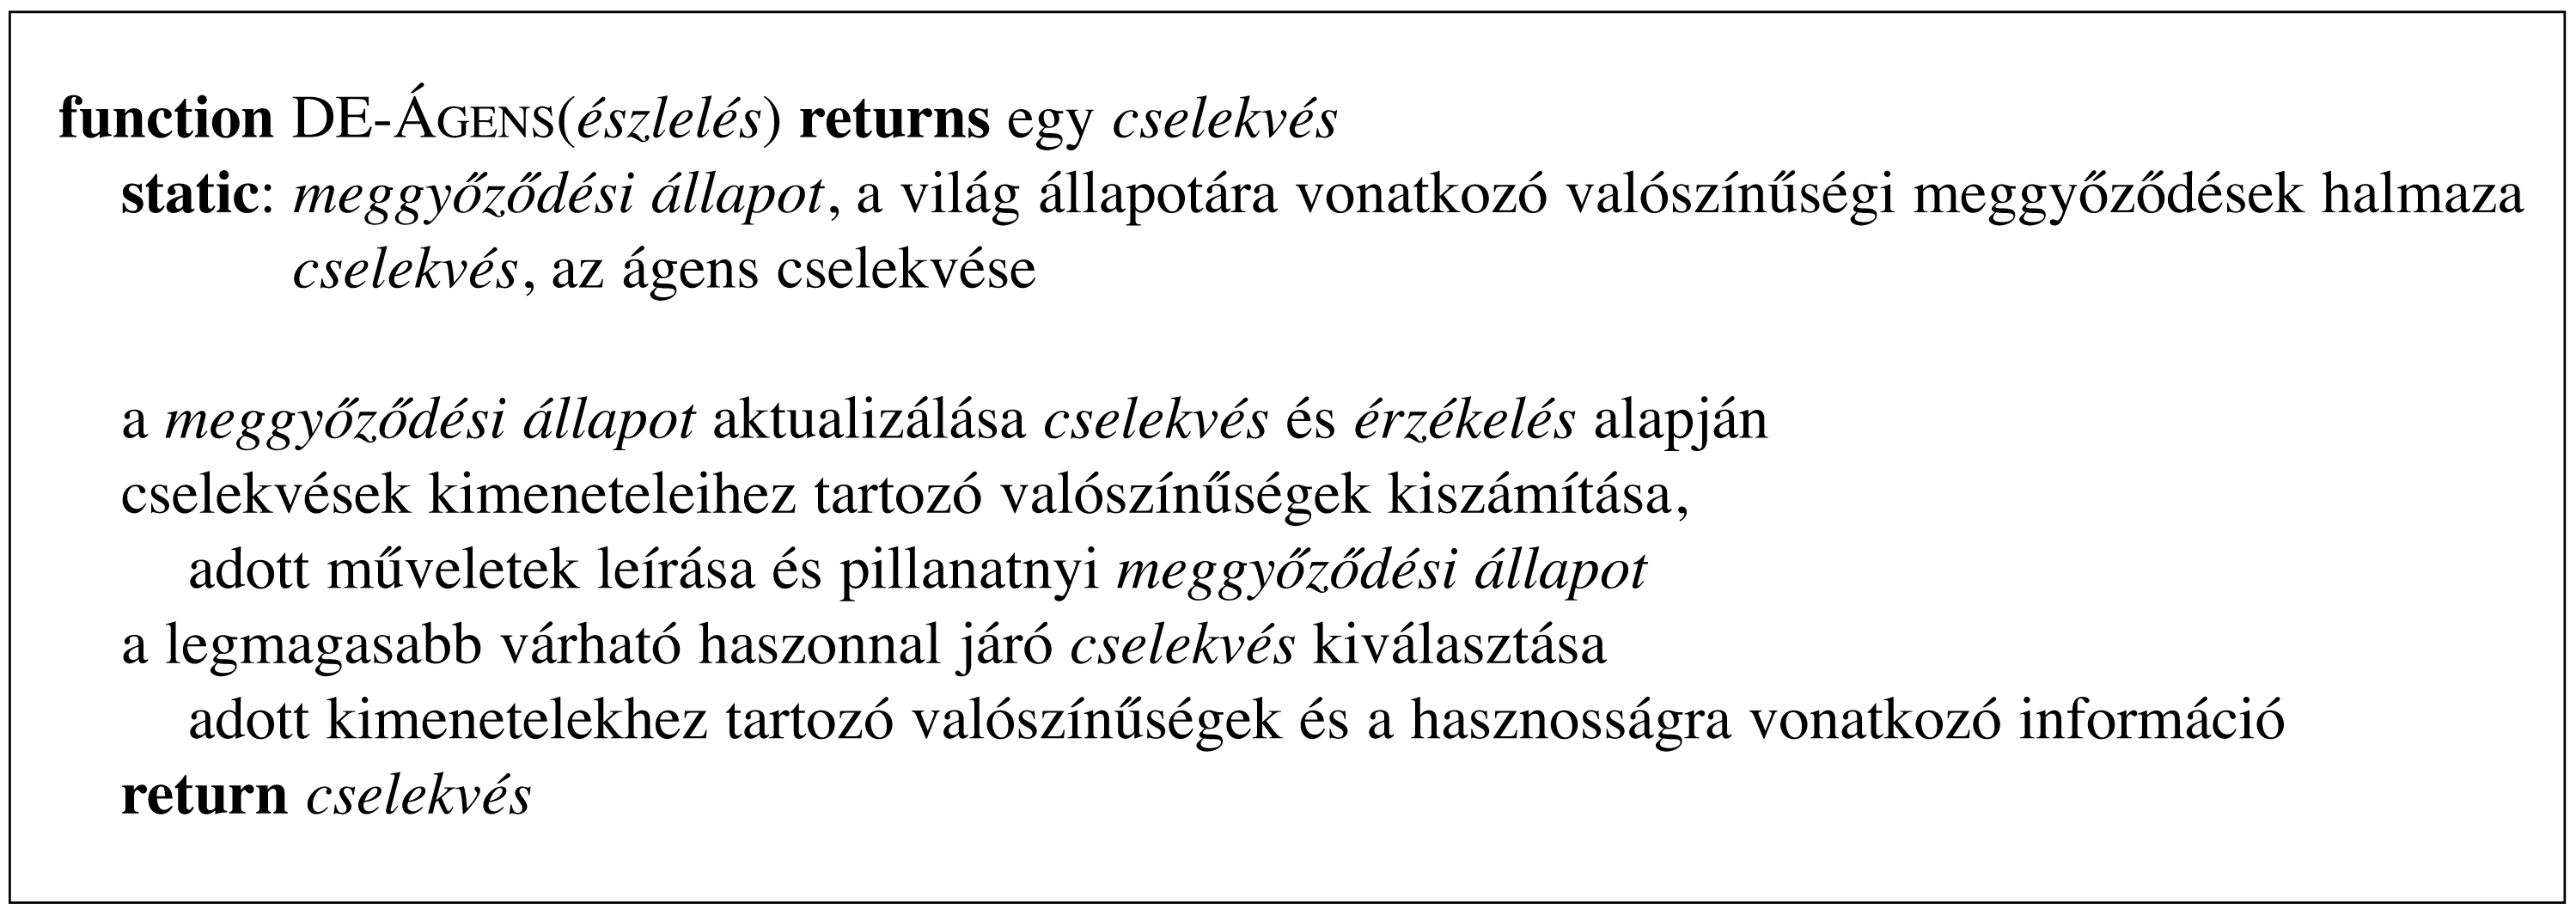 function DE-ÁGENS(észlelés) returns egy cselekvés
static: meggyőződési állapot, a világ állapotára vonatkozó valószínűségi meggyőződések halmaza
cselekvés, az ágens cselekvése
a meggyőződési állapot aktualizálása cselekvés és érzékelés alapján
cselekvések kimeneteleihez tartozó valószínűségek kiszámítása,
adott műveletek leírása és pillanatnyi meggyőződési állapot
a legmagasabb várható haszonnal járó cselekvés kiválasztása
adott kimenetelekhez tartozó valószínűségek és a hasznosságra vonatkozó információ
return cselekvés